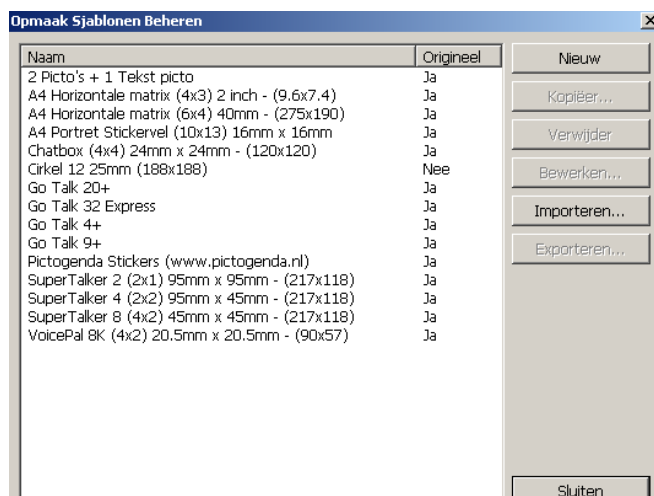 Opmaak Sjablonen Beheren
Naam Origineel
2 Picto's + 1 Tekst picto Ja
A4 Horizontale matrix (4x3) 2 inch - (9.6x7.4) Ja
A4 Horizontale matrix (6x4) 40mm - (275x190) Ja
A4 Portret Stickervel (10x13) 16mm x 16mm Ja
Chatbox (4x4) 24mm x 24mm - (120x120) Ja
Cirkel 12 25mm (188x188) Nee
Go Talk 20+ Ja
Go Talk 32 Express Ja
Go Talk 4+ Ja
Go Talk 9+ Ja
Pictogenda Stickers (www.pictogenda.nl) Ja
SuperTalker 2 (2x1) 95mm x 95mm - (217x118) Ja
SuperTalker 4 (2x2) 95mm x 45mm - (217x118) Ja
SuperTalker 8 (4x2) 45mm x 45mm - (217x118) Ja
VoicePal 8K (4x2) 20.5mm x 20.5mm - (90x57) Ja
Nieuw
Kopiëer...
Verwijder
Bewerken...
Importeren...
Exporteren...
Sluiten